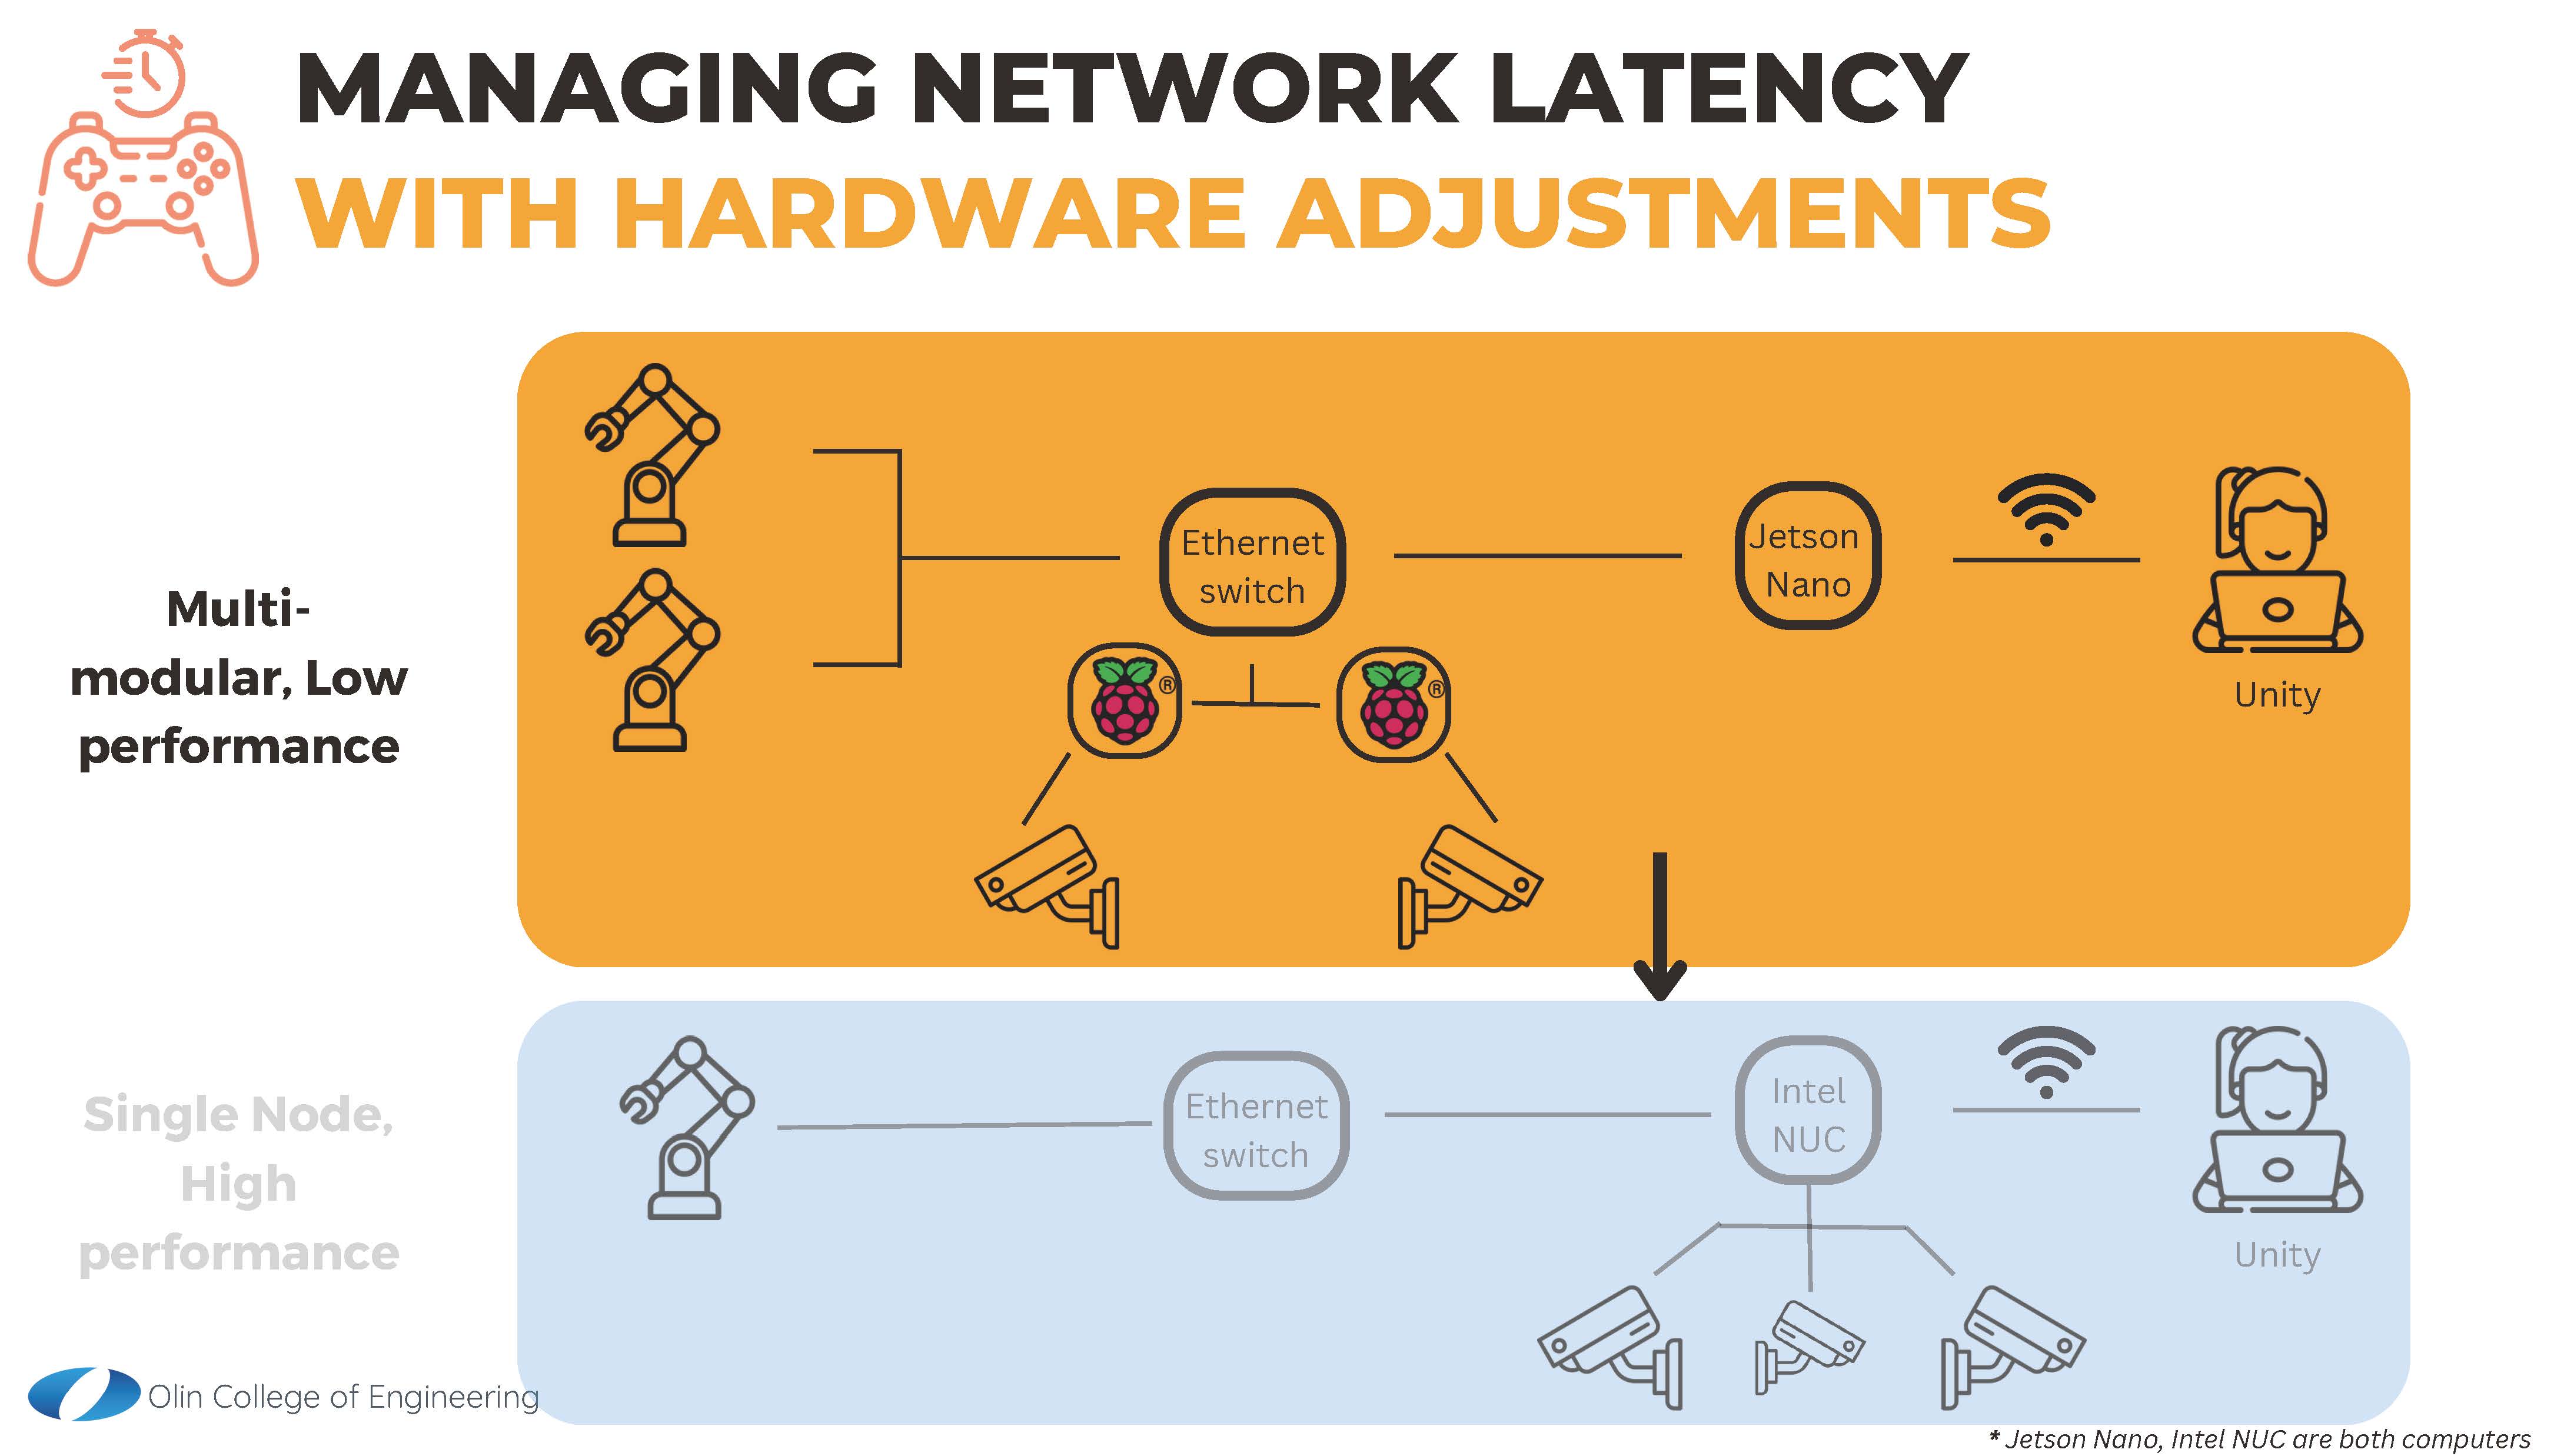 MANAGING NETWORK LATENCY
WITH HARDWARE ADJUSTMENTS
Multi-
modular, Low
performance
Ethernet
switch
Jetson
Nano
Unity
®
®
Single Node,
High
performance
Ethernet
switch
Intel
NUC
Unity
Olin College of Engineering
* Jetson Nano, Intel NUC are both computers